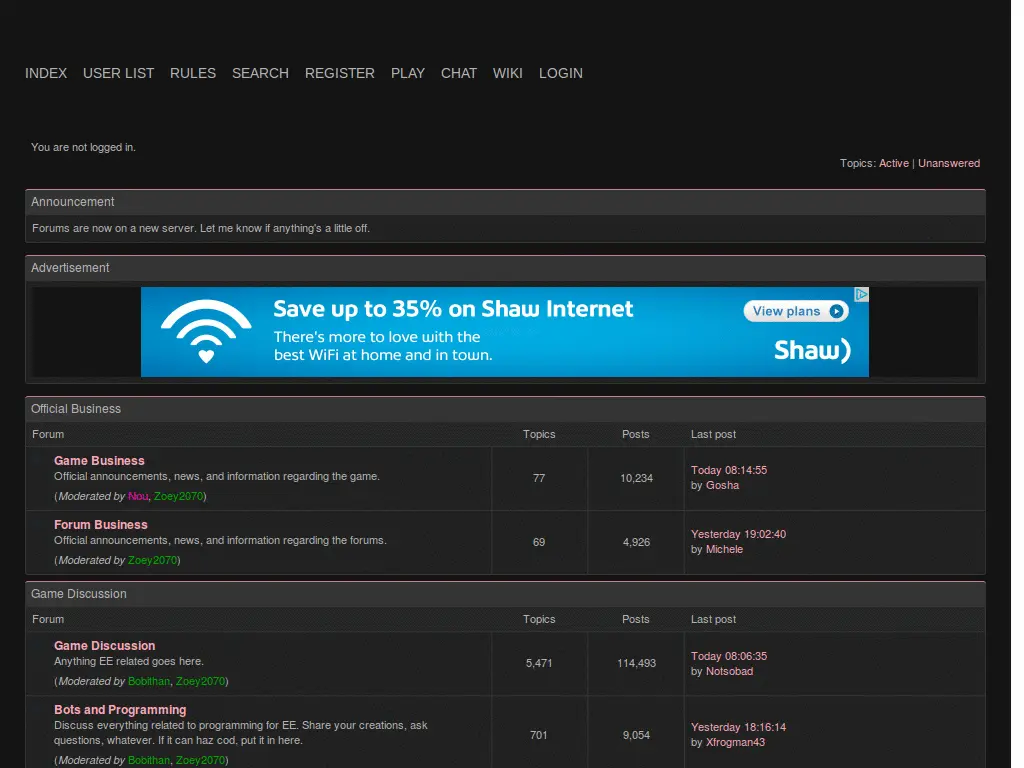 INDEX USER LIST RULES SEARCH REGISTER PLAY CHAT WIKI LOGIN
You are not logged in.
Topics: Active | Unanswered
Announcement
Forums are now on a new server. Let me know if anything's a little off.
Advertisement
Save up to 35% on Shaw Internet
There's more to love with the
best WiFi at home and in town.
View plans
Shaw)
Official Business
Forum Topics Posts Last post
Game Business
Official announcements, news, and information regarding the game.
(Moderated by Nou, Zoey2070)
77 10,234
Today 08:14:55
by Gosha
Forum Business
Official announcements, news, and information regarding the forums.
(Moderated by Zoey2070)
69 4,926
Yesterday 19:02:40
by Michele
Game Discussion
Forum Topics Posts Last post
Game Discussion
Anything EE related goes here.
(Moderated by Bobithan, Zoey2070)
5,471 114,493
Today 08:06:35
by Notsobad
Bots and Programming
Discuss everything related to programming for EE. Share your creations, ask
questions, whatever. If it can haz cod, put it in here.
(Moderated by Bobithan, Zoey2070)
701 9,054
Yesterday 18:16:14
by Xfrogman43